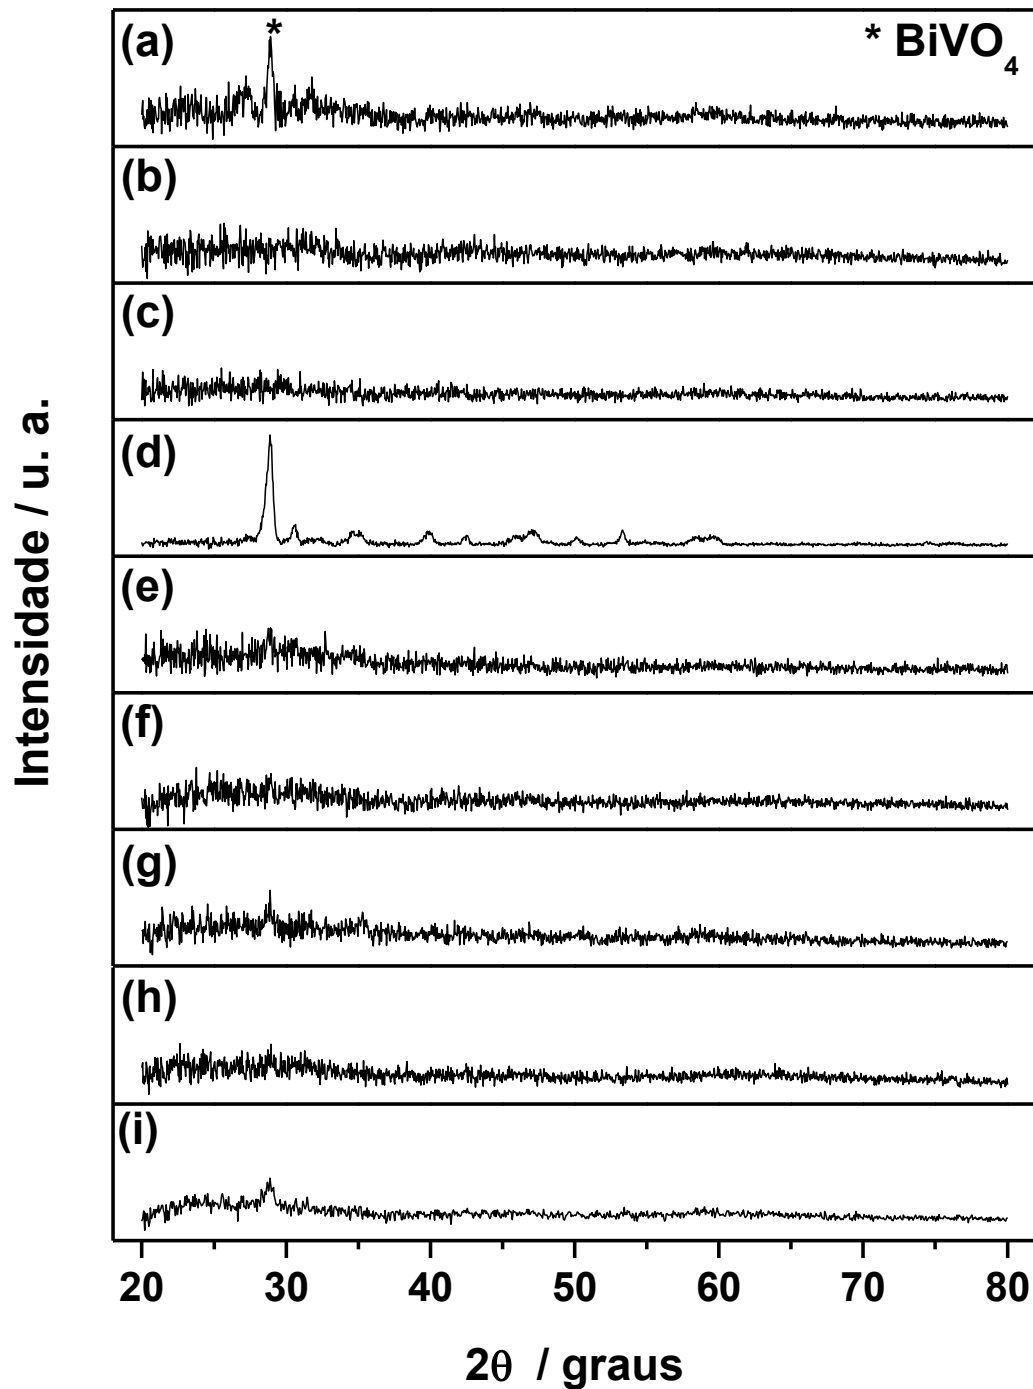 (a) * * BiVO₄
(b)
(c)
(d)
(e)
(f)
(g)
(h)
(i)
Intensidade / u. a.
20 30 40 50 60 70 80
2θ / graus